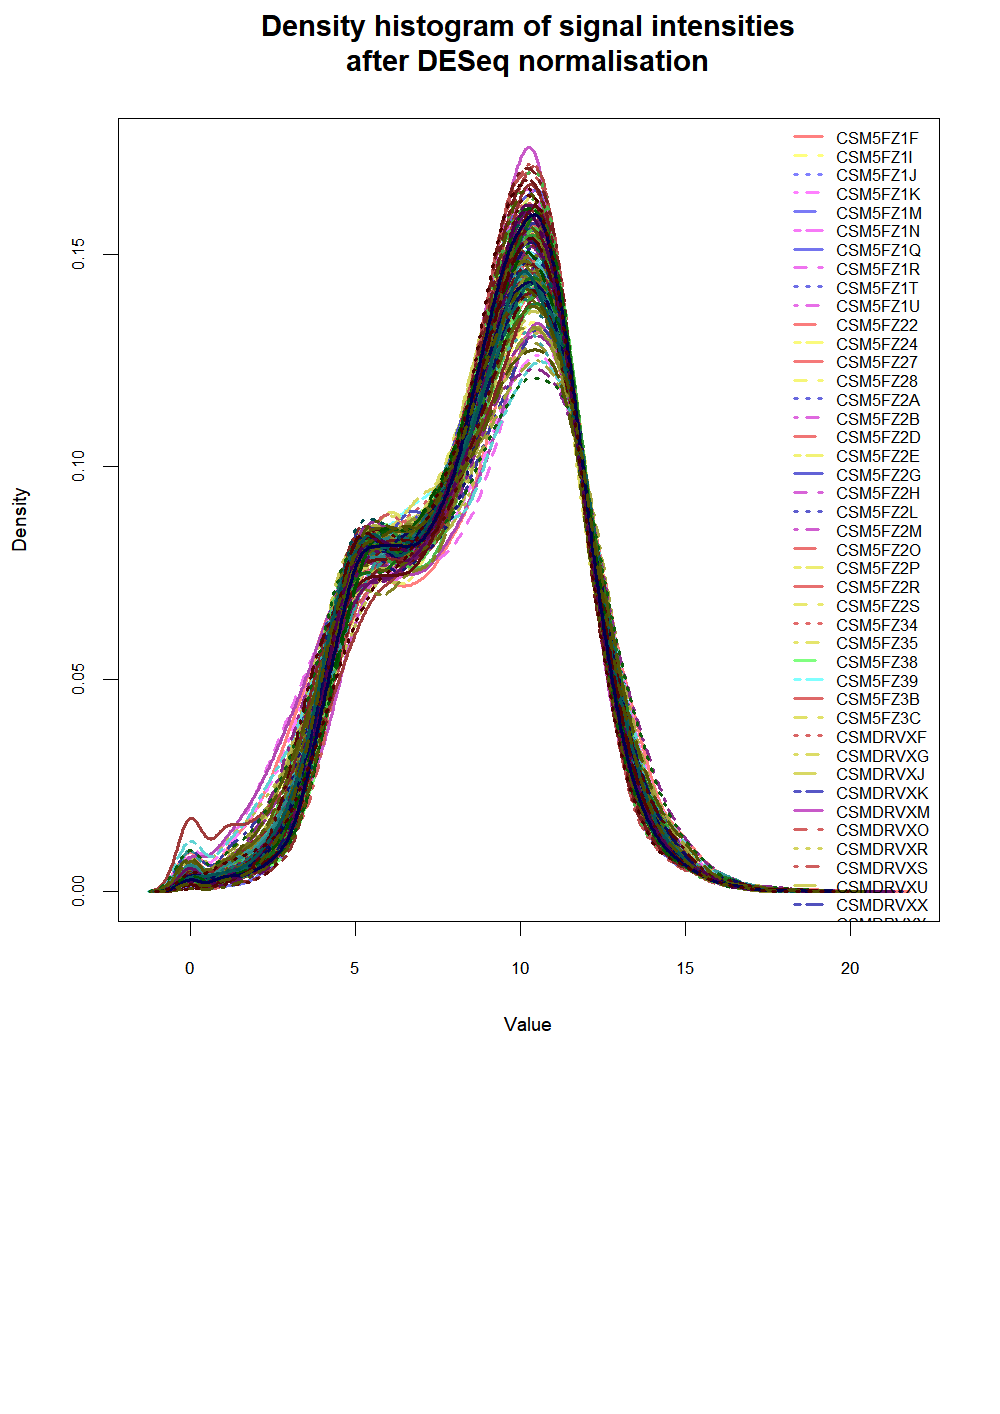 Density histogram of signal intensities
after DESeq normalisation
Density
0.15
0.10
0.05
0.00
CSM5FZ1F
CSM5FZ1I
CSM5FZ1J
CSM5FZ1K
CSM5FZ1M
CSM5FZ1N
CSM5FZ1Q
CSM5FZ1R
CSM5FZ1T
CSM5FZ1U
CSM5FZ22
CSM5FZ24
CSM5FZ27
CSM5FZ28
CSM5FZ2A
CSM5FZ2B
CSM5FZ2D
CSM5FZ2E
CSM5FZ2G
CSM5FZ2H
CSM5FZ2L
CSM5FZ2M
CSM5FZ2O
CSM5FZ2P
CSM5FZ2R
CSM5FZ2S
CSM5FZ34
CSM5FZ35
CSM5FZ38
CSM5FZ39
CSM5FZ3B
CSM5FZ3C
CSMDRVXF
CSMDRVXG
CSMDRVXJ
CSMDRVXK
CSMDRVXM
CSMDRVXO
CSMDRVXR
CSMDRVXS
CSMDRVXU
CSMDRVXX
0
5
10
15
20
Value